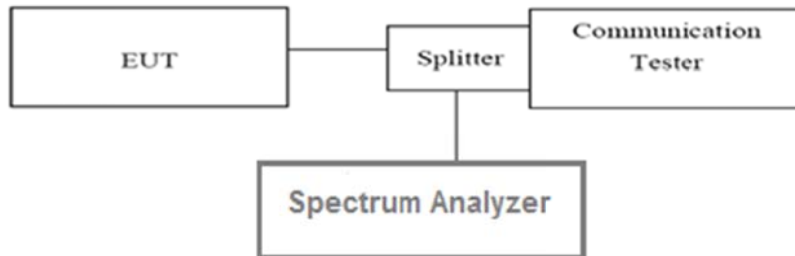 EUT
Splitter
Communication
Tester
Spectrum Analyzer